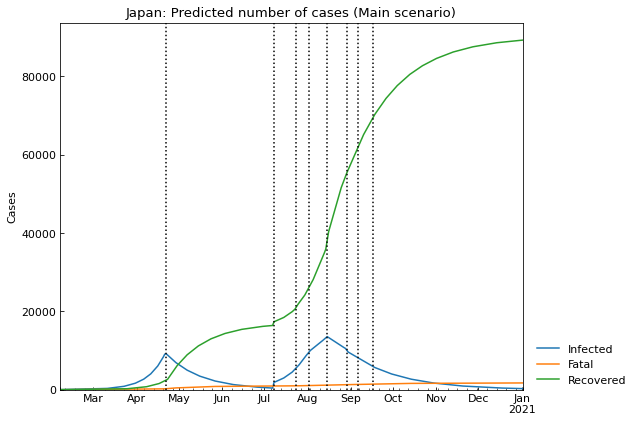 Japan: Predicted number of cases (Main scenario)
Cases
80000
60000
40000
20000
0
Mar Apr May Jun Jul Aug Sep Oct Nov Dec Jan
2021
Infected
Fatal
Recovered